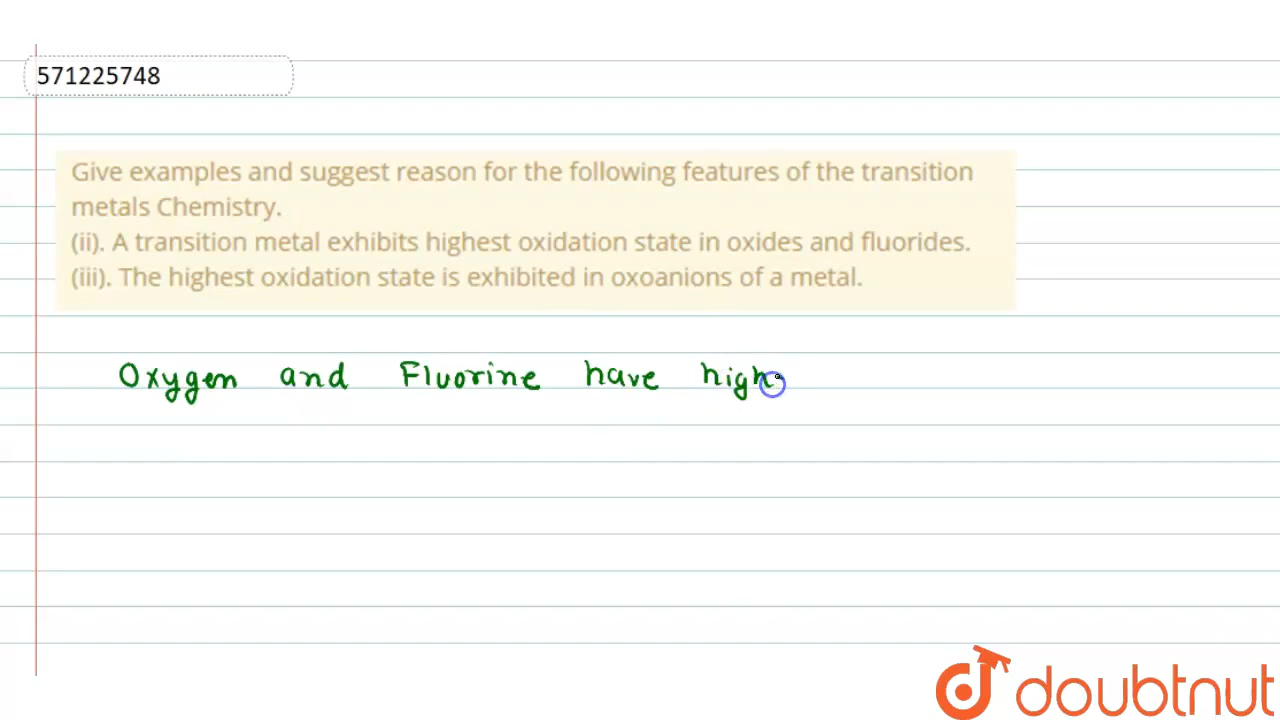 571225748
Give examples and suggest reason for the following features of the transition
metals Chemistry.
(ii). A transition metal exhibits highest oxidation state in oxides and fluorides.
(iii). The highest oxidation state is exhibited in oxoanions of a metal.
Oxygen and Fluorine have high
doubtnut